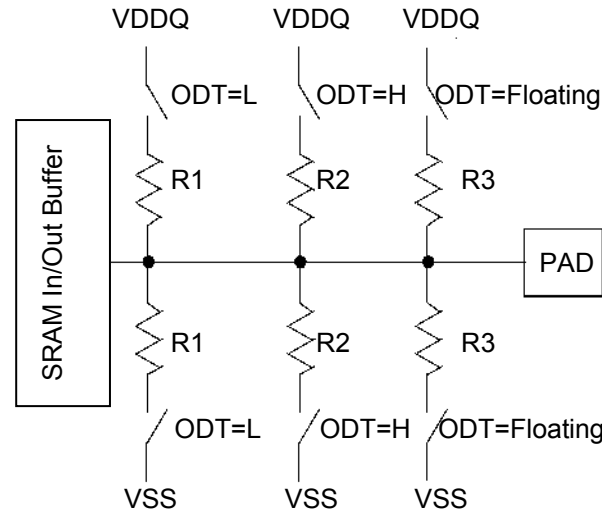 VDDQ VDDQ VDDQ
ODT=L ODT=H ODT=Floating
R1 R2 R3
SRAM In/Out Buffer
PAD
R1 R2 R3
ODT=L ODT=H ODT=Floating
VSS VSS VSS